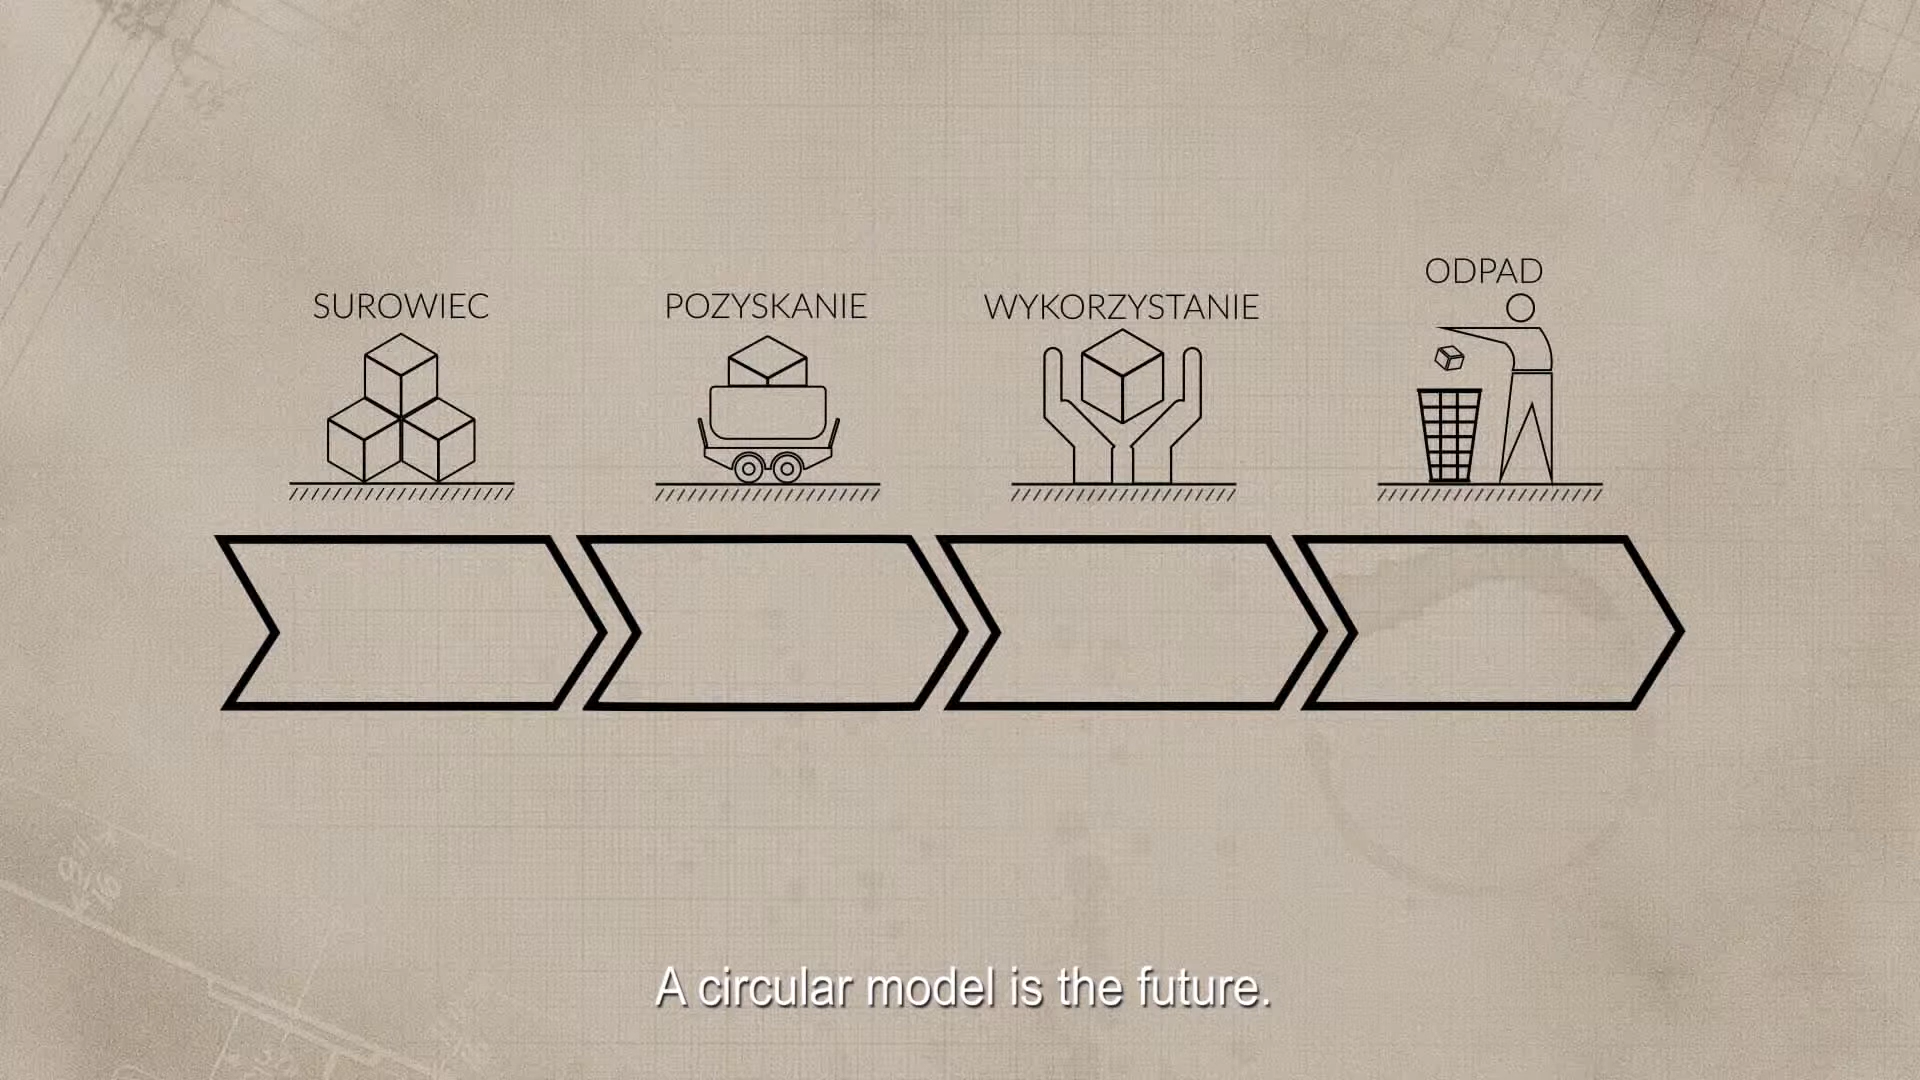 SUROWIEC
POZYSKANIE
WYKORZYSTANIE
ODPAD
A circular model is the future.